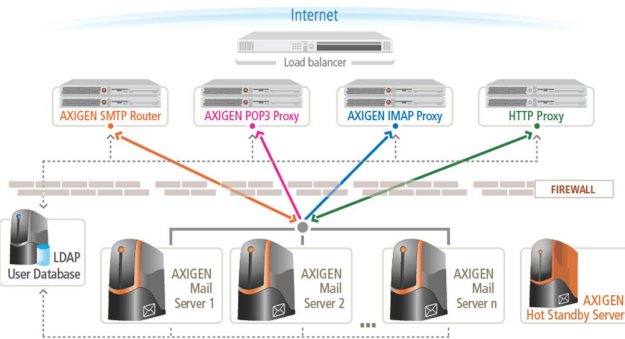 Internet
Load balancer
AXIGEN SMTP Router
AXIGEN POP3 Proxy
AXIGEN IMAP Proxy
HTTP Proxy
FIREWALL
LDAP
User Database
AXIGEN
Mail
Server 1
AXIGEN
Mail
Server 2
...
AXIGEN
Mail
Server n
AXIGEN
Hot Standby Server